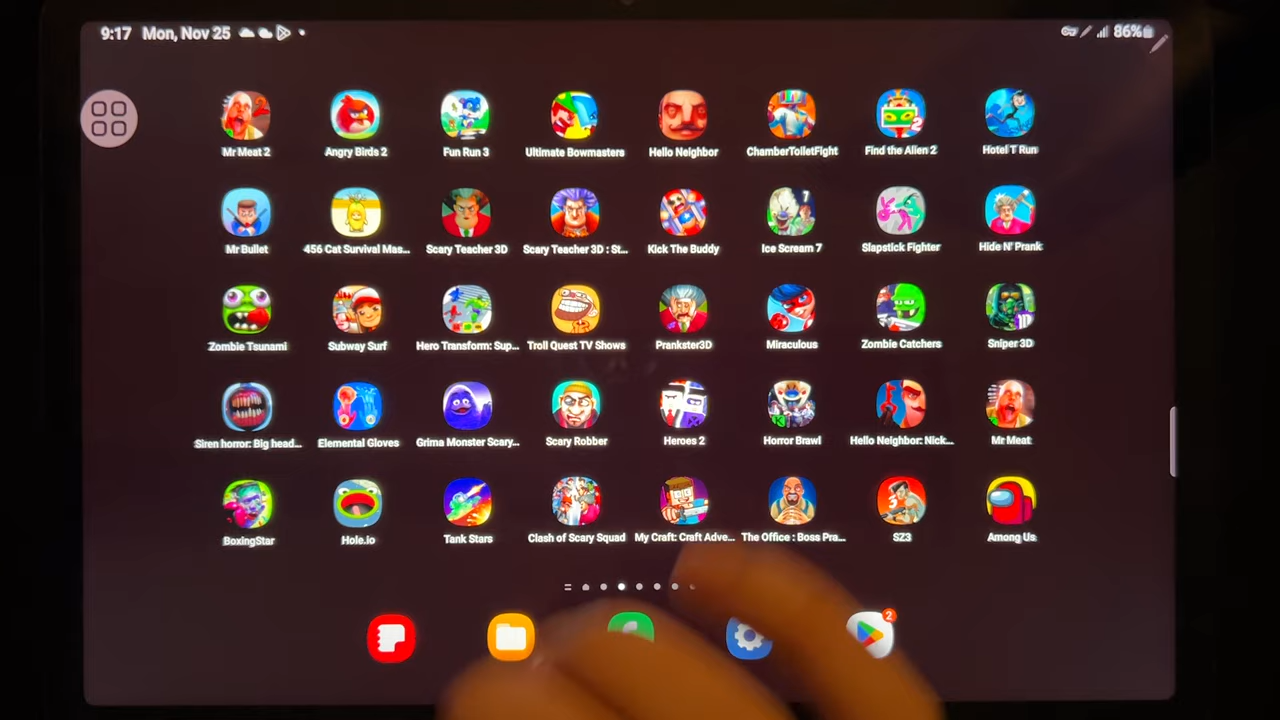 9:17 Mon, Nov 25 86%
Mr Meat 2 Angry Birds 2 Fun Run 3 Ultimate Bowmasters Hello Neighbor ChamberToiletFight Find the Alien 2 Hotel T Run
Mr Bullet 456 Cat Survival Mas... Scary Teacher 3D Scary Teacher 3D : St... Kick The Buddy Ice Scream 7 Slapstick Fighter Hide N' Prank
Zombie Tsunami Subway Surf Hero Transform: Sup... Troll Quest TV Shows Prankster3D Miraculous Zombie Catchers Sniper 3D
Siren horror: Big head... Elemental Gloves Grima Monster Scary... Scary Robber Heroes 2 Horror Brawl Hello Neighbor: Nick... Mr Meat
BoxingStar Hole.io Tank Stars Clash of Scary Squad My Craft: Craft Adve... The Office : Boss Pra... SZ3 Among Us
2